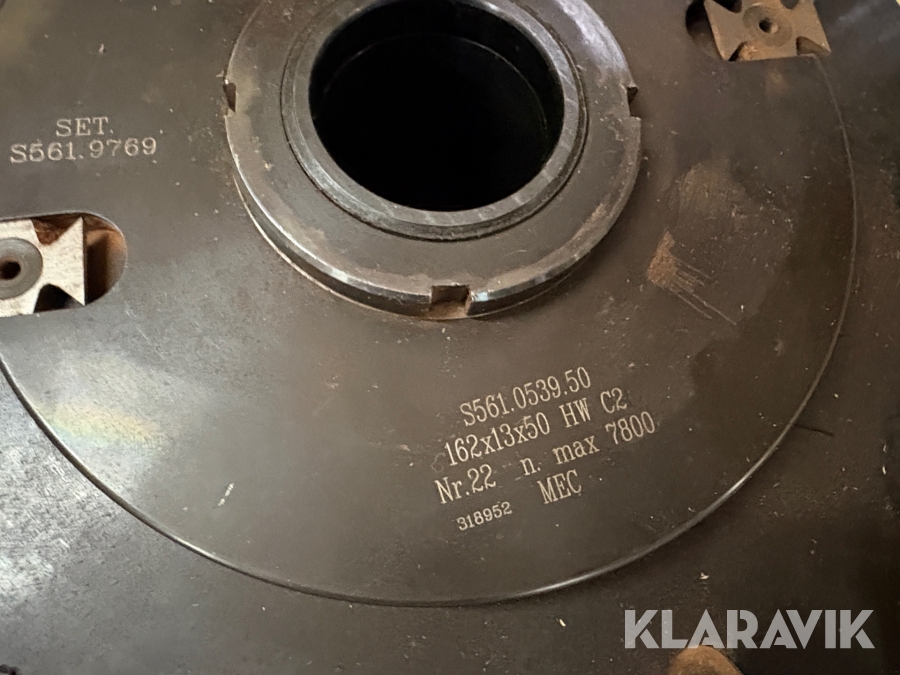 SET.
S561.9769
S561.0539.50
162x13x50 HW C2
Nr.22 n. max 7800
318952 MEC
KLARAVIK